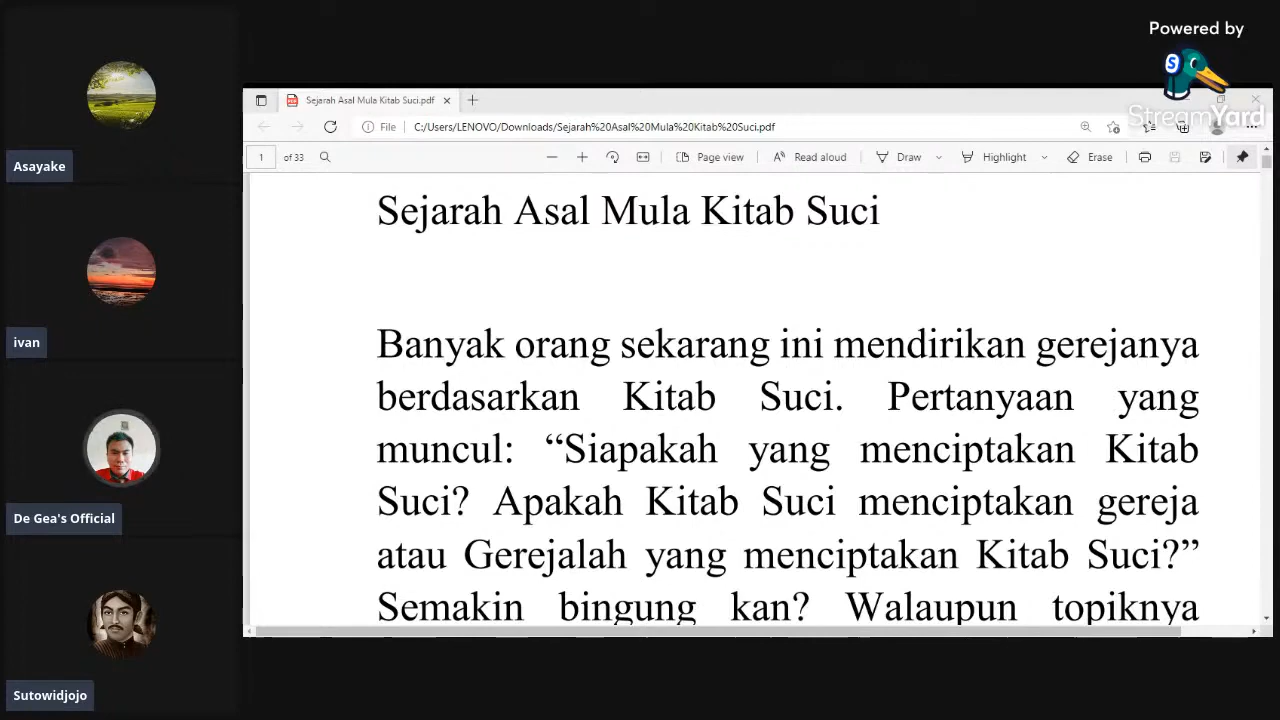 Powered by
StreamYard
Asayake
ivan
De Gea's Official
Sutowidjojo
Sejarah Asal Mula Kitab Suci.pdf
File
C:/Users/LENOVO/Downloads/Sejarah%20Asal%20Mula%20Kitab%20Suci.pdf
1 of 33
Page view
Read aloud
Draw
Highlight
Erase
Sejarah Asal Mula Kitab Suci
Banyak orang sekarang ini mendirikan gerejanya
berdasarkan Kitab Suci. Pertanyaan yang
muncul: “Siapakah yang menciptakan Kitab
Suci? Apakah Kitab Suci menciptakan gereja
atau Gerejalah yang menciptakan Kitab Suci?”
Semakin bingung kan? Walaupun topiknya